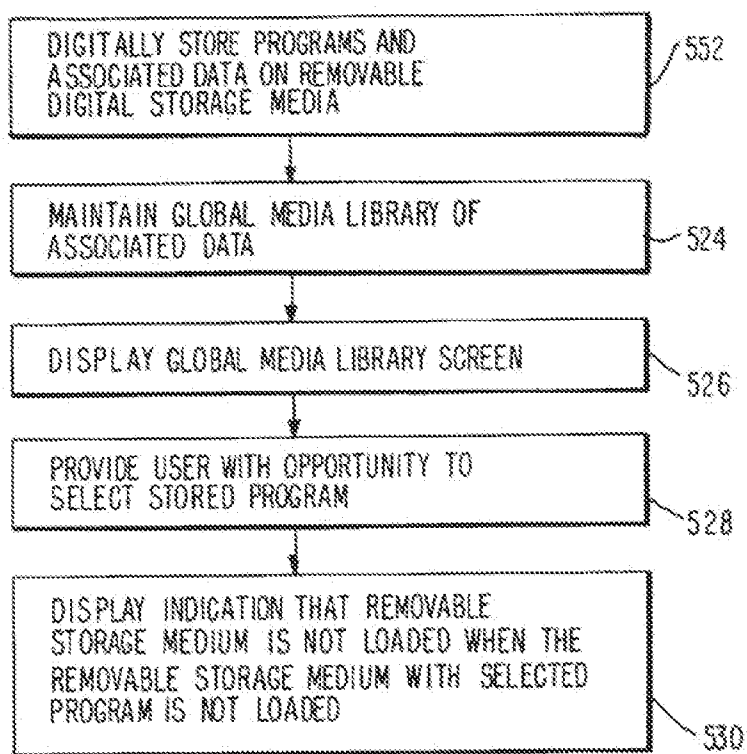 DIGITALLY STORE PROGRAMS AND
ASSOCIATED DATA ON REMOVABLE
DIGITAL STORAGE MEDIA
552
MAINTAIN GLOBAL MEDIA LIBRARY OF
ASSOCIATED DATA
524
DISPLAY GLOBAL MEDIA LIBRARY SCREEN
526
PROVIDE USER WITH OPPORTUNITY TO
SELECT STORED PROGRAM
528
DISPLAY INDICATION THAT REMOVABLE
STORAGE MEDIUM IS NOT LOADED WHEN THE
REMOVABLE STORAGE MEDIUM WITH SELECTED
PROGRAM IS NOT LOADED
530